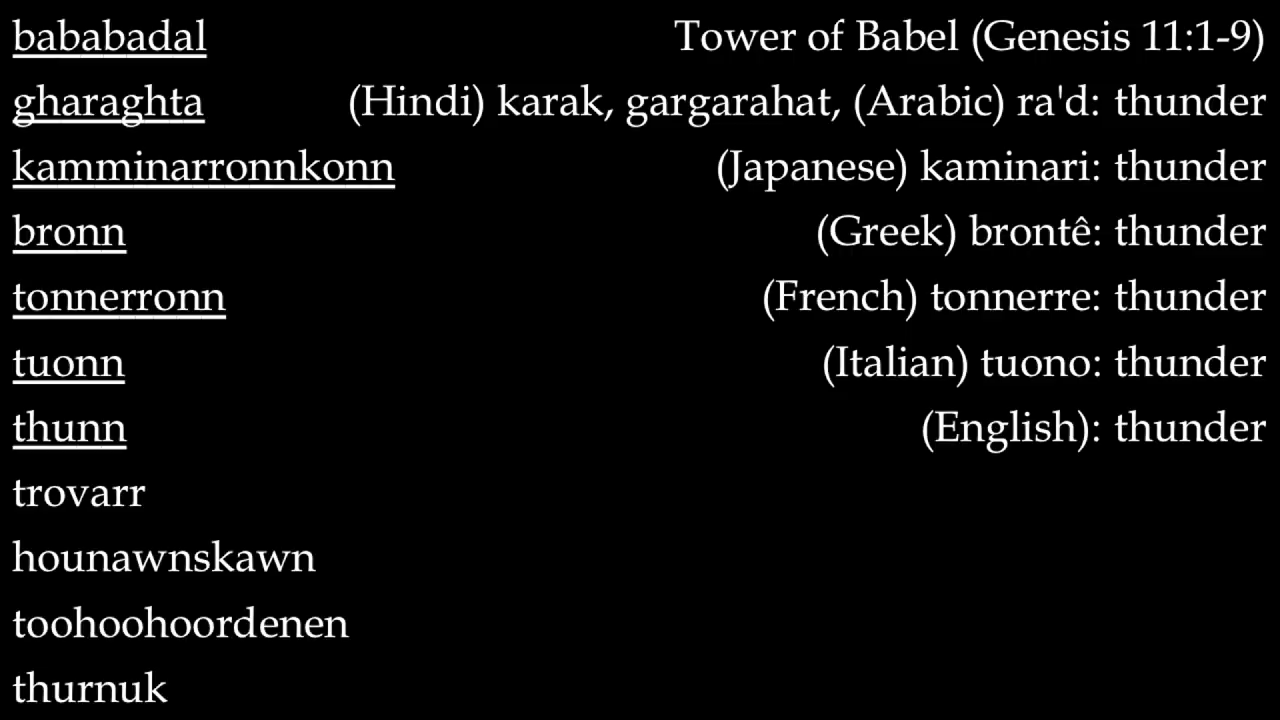 bababadal Tower of Babel (Genesis 11:1-9)
gharaghta (Hindi) karak, gargarahat, (Arabic) ra'd: thunder
kamminarronnkonn (Japanese) kaminari: thunder
bronn (Greek) brontê: thunder
tonnerronn (French) tonnerre: thunder
tuonn (Italian) tuono: thunder
thunn (English): thunder
trovarr
hounawnskawn
toohoohoordenen
thurnuk